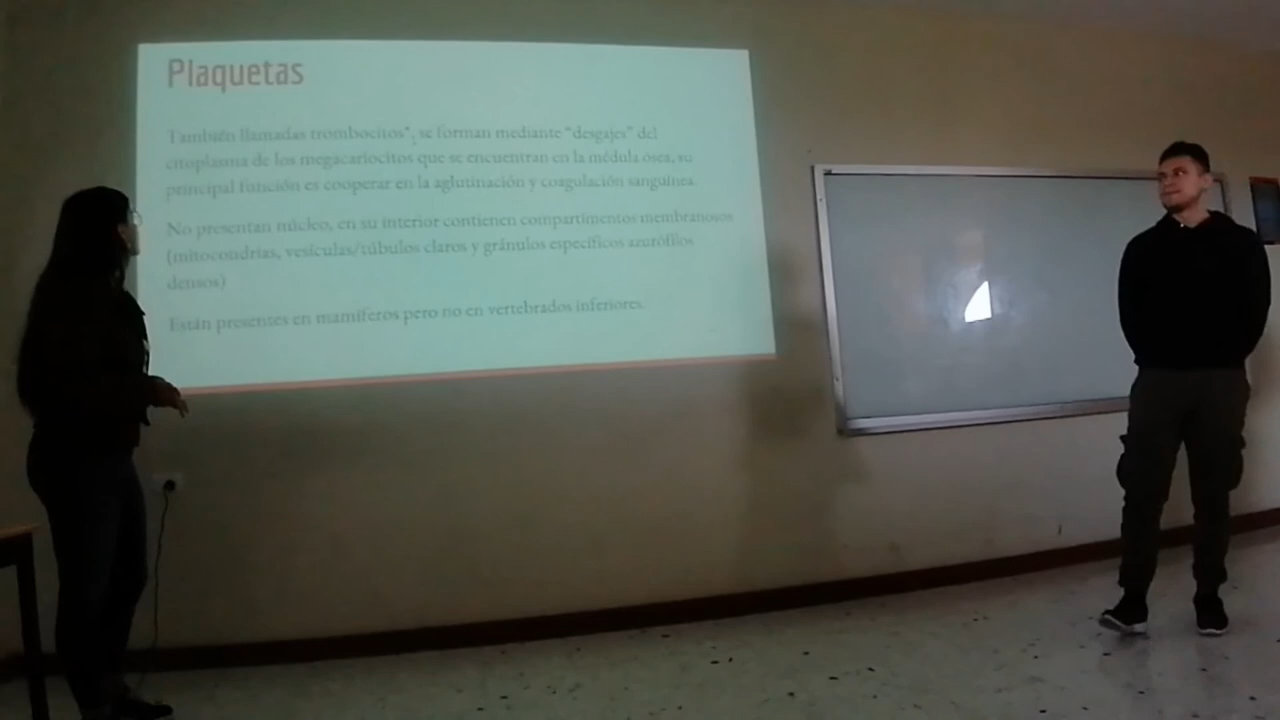 Plaquetas
También llamadas trombocitos*, se forman mediante "desgajes" del
citoplasma de los megacariocitos que se encuentran en la médula ósea, su
principal función es cooperar en la aglutinación y coagulación sanguínea.
No presentan núcleo, en su interior contienen compartimentos membranosos
(mitocondrias, vesículas/túbulos claros y gránulos específicos azurófilos
densos)
Están presentes en mamíferos pero no en vertebrados inferiores.